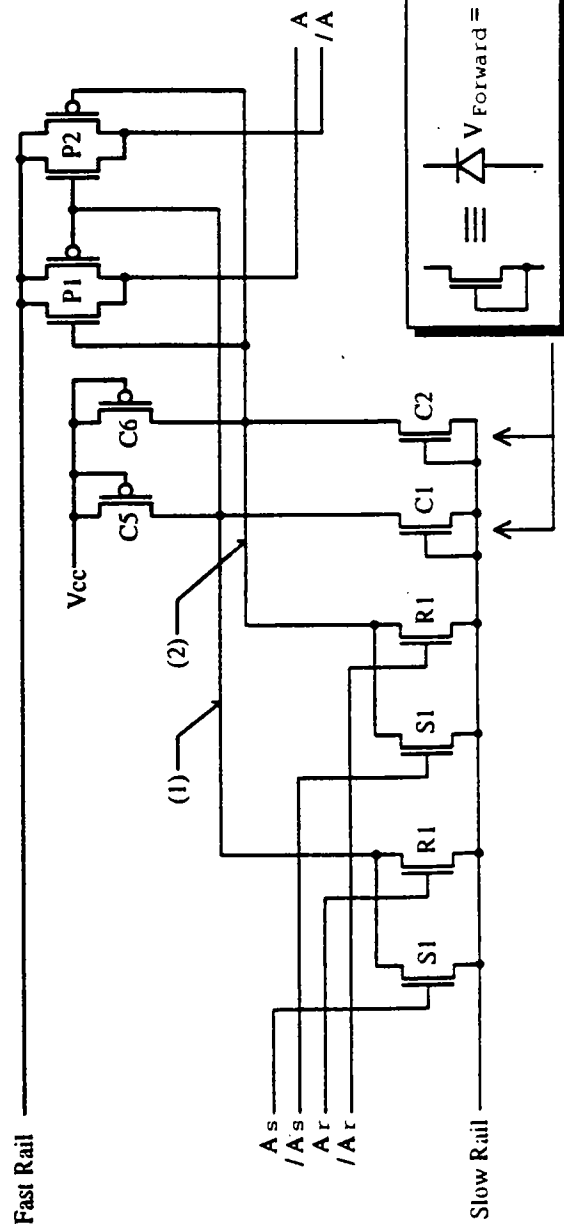 Fast Rail
Vcc
C5
C6
P1
P2
A
/A
(1)
(2)
As
/As
Ar
/Ar
S1
R1
S1
R1
C1
C2
Slow Rail
≡
V Forward =